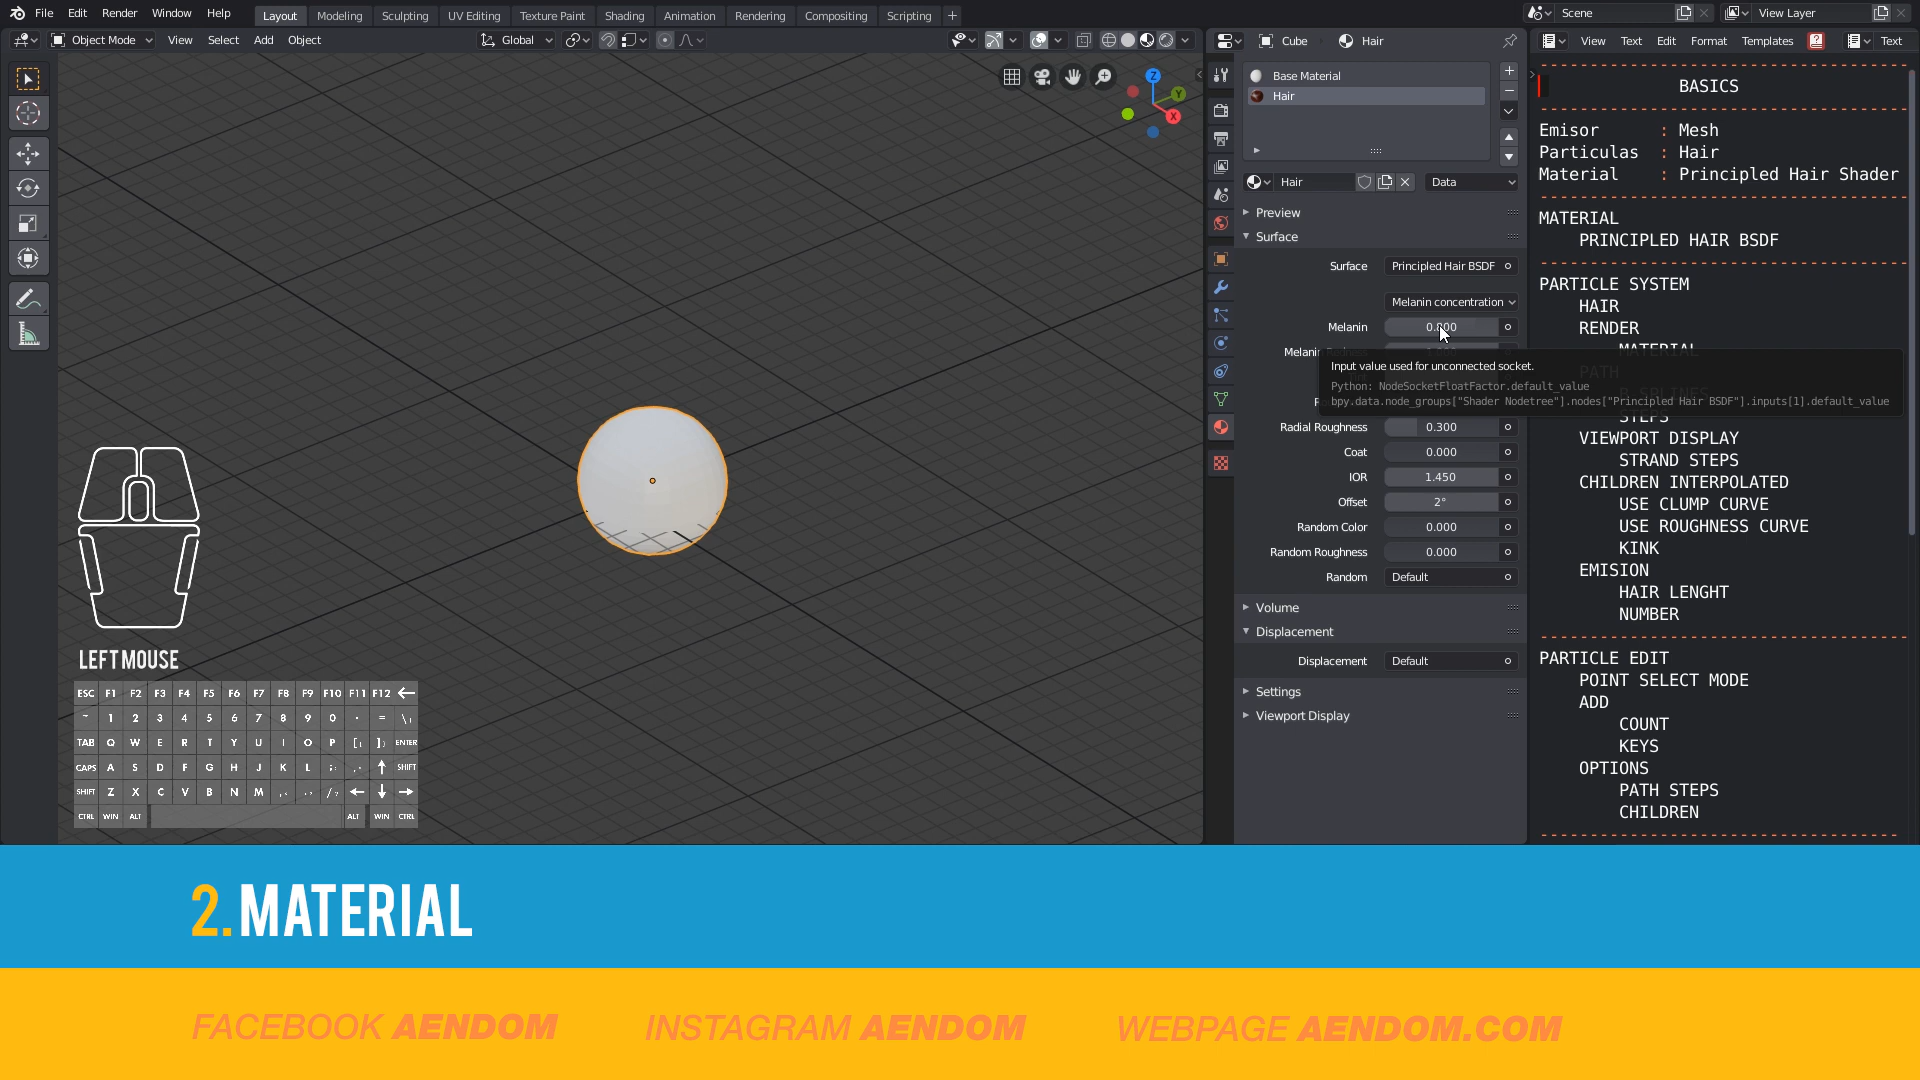 File Edit Render Window Help Layout Modeling Sculpting UV Editing Texture Paint Shading Animation Rendering Compositing Scripting + Scene View Layer
Object Mode View Select Add Object Global Cube Hair View Text Edit Format Templates Text
Z
Y
X
Base Material
Hair
Hair Data
Preview
Surface
Surface Principled Hair BSDF
Melanin concentration
Melanin
Input value used for unconnected socket.
Python: NodeSocketFloatFactor.default_value
bpy.data.node_groups["Shader Nodetree"].nodes["Principled Hair BSDF"].inputs[1].default_value
Radial Roughness 0.300
Coat 0.000
IOR 1.450
Offset 2°
Random Color 0.000
Random Roughness 0.000
Random Default
Volume
Displacement
Displacement Default
Settings
Viewport Display
BASICS
Emisor : Mesh
Particulas : Hair
Material : Principled Hair Shader
MATERIAL
PRINCIPLED HAIR BSDF
PARTICLE SYSTEM
HAIR
RENDER
MATERIAL
PATH
STEPS
VIEWPORT DISPLAY
STRAND STEPS
CHILDREN INTERPOLATED
USE CLUMP CURVE
USE ROUGHNESS CURVE
KINK
EMISION
HAIR LENGHT
NUMBER
PARTICLE EDIT
POINT SELECT MODE
ADD
COUNT
KEYS
OPTIONS
PATH STEPS
CHILDREN
LEFT MOUSE
ESC F1 F2 F3 F4 F5 F6 F7 F8 F9 F10 F11 F12
1 2 3 4 5 6 7 8 9 0 - =
TAB Q W E R T Y U I O P [ ] ENTER
CAPS A S D F G H J K L SHIFT
SHIFT Z X C V B N M
CTRL WIN ALT ALT WIN CTRL
2. MATERIAL
FACEBOOK AENDOM INSTAGRAM AENDOM WEBPAGE AENDOM.COM